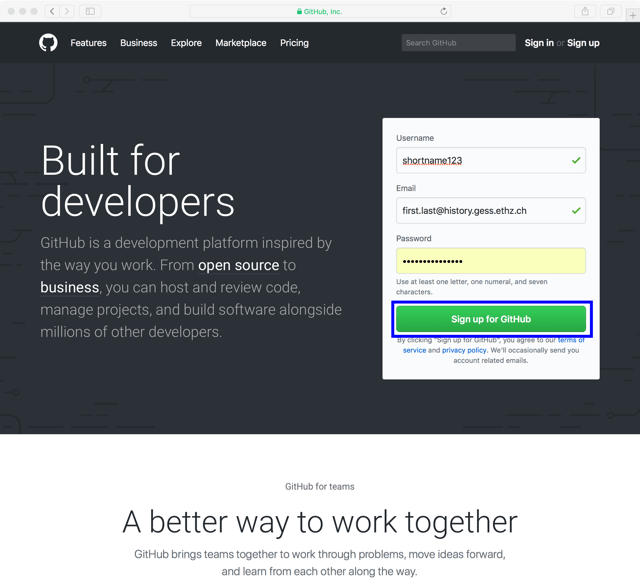 GitHub, Inc.
Features Business Explore Marketplace Pricing Search GitHub Sign in or Sign up
Built for
developers
GitHub is a development platform inspired by
the way you work. From open source to
business, you can host and review code,
manage projects, and build software alongside
millions of other developers.
Username
shortname123
Email
first.last@history.gess.ethz.ch
Password
•••••••••••••••
Use at least one letter, one numeral, and seven
characters.
Sign up for GitHub
By clicking "Sign up for GitHub", you agree to our terms of
service and privacy policy. We'll occasionally send you
account related emails.
GitHub for teams
A better way to work together
GitHub brings teams together to work through problems, move ideas forward,
and learn from each other along the way.